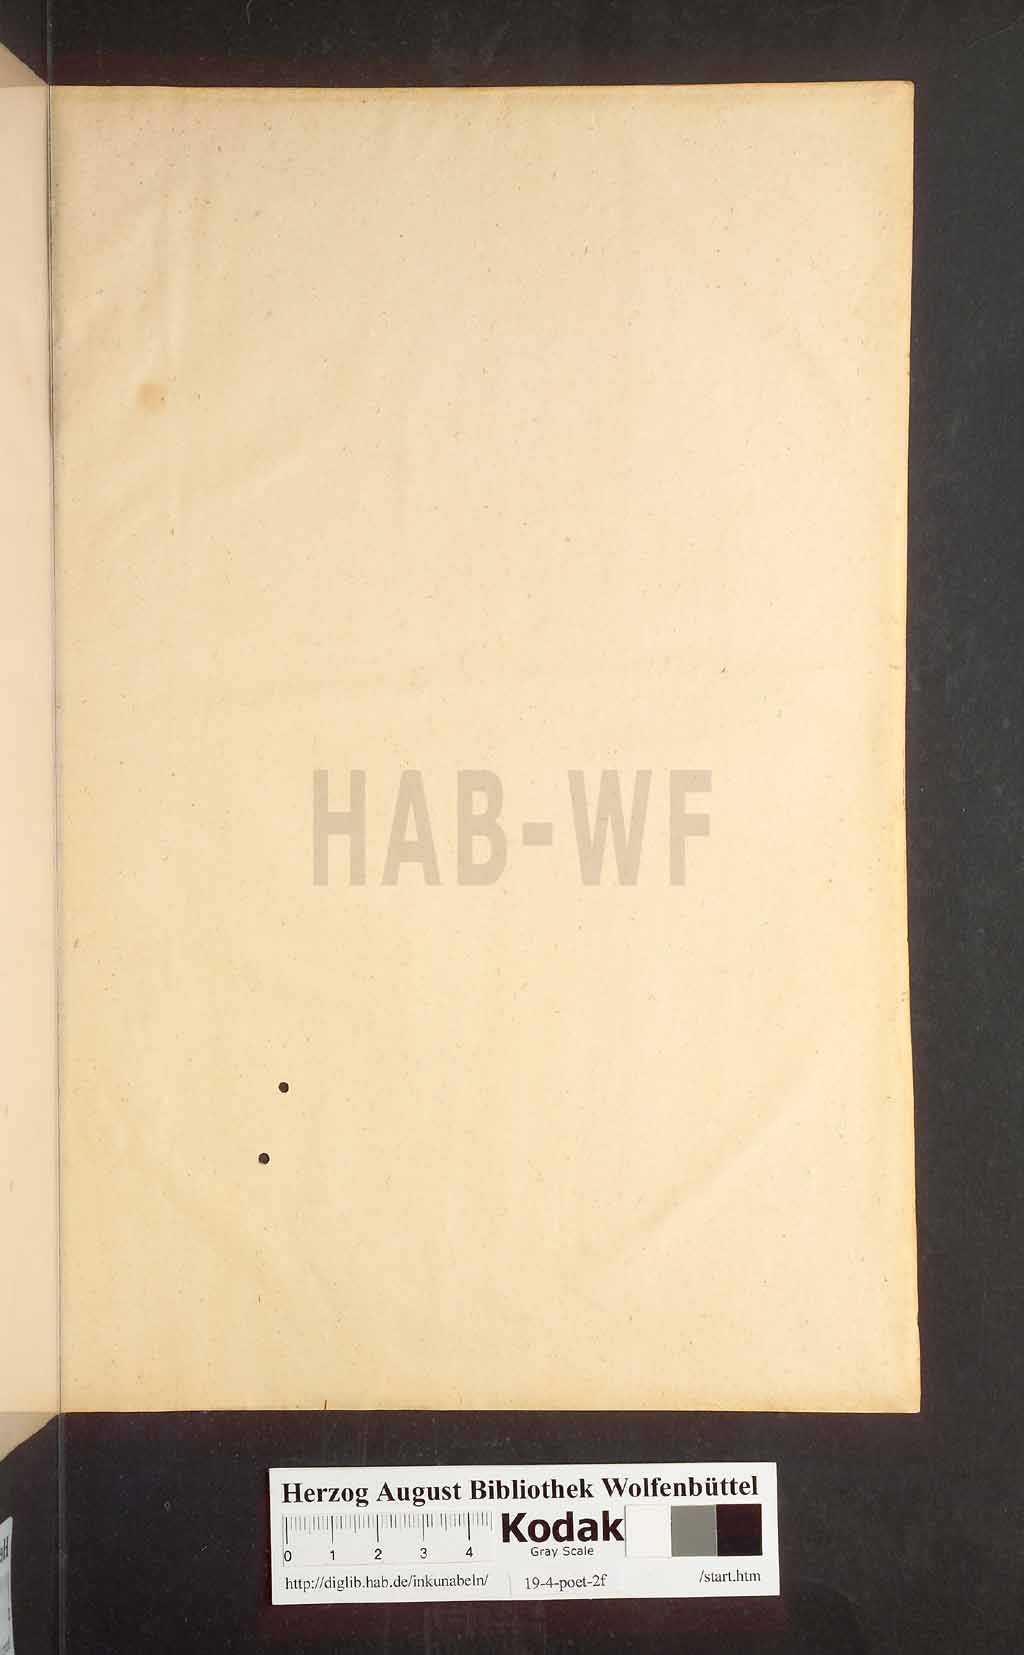 HAB-WF
Herzog August Bibliothek Wolfenbüttel
0 1 2 3 4
Kodak
Gray Scale
http://diglib.hab.de/inkunabeln/ 19-4-poet-2f /start.htm